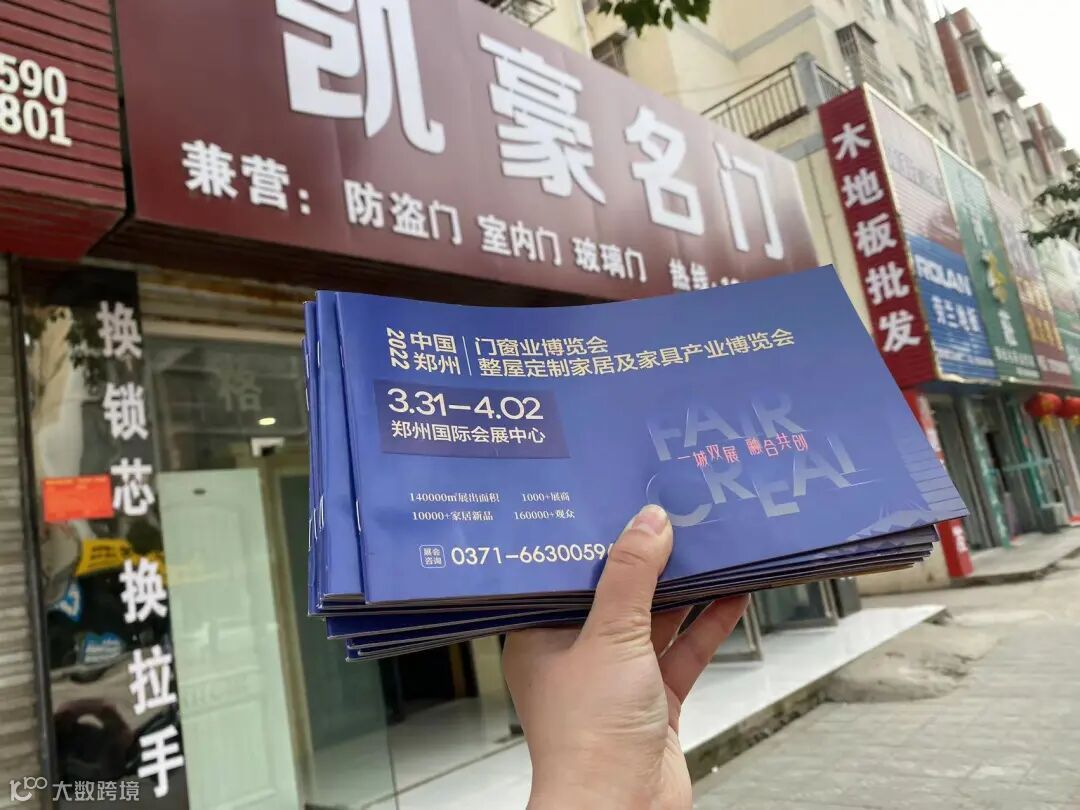 590
801
凯豪名门
兼营：防盗门 室内门 玻璃门 热线
换锁芯换拉手
木地板批发
ROLAN
2022
中国
郑州
门窗业博览会
整屋定制家居及家具产业博览会
3.31—4.02
郑州国际会展中心
FAIR
CREAT
一城双展 融合共创
140000㎡展出面积 1000+展商
10000+家居新品 160000+观众
展会
咨询
0371-6630059
大数跨境